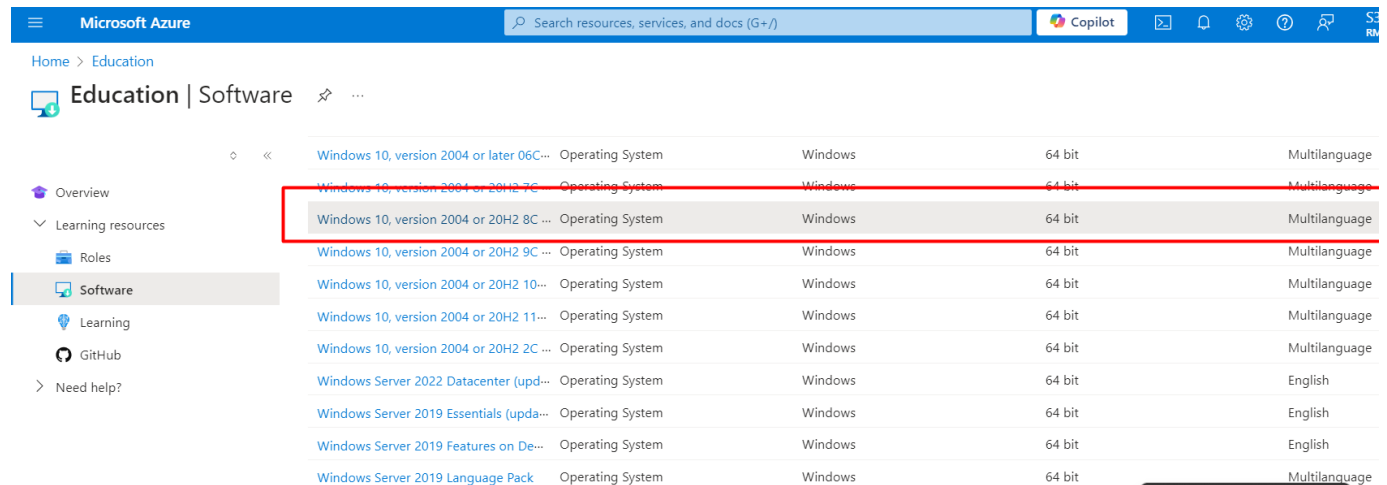 Microsoft Azure
Search resources, services, and docs (G+/)
Copilot
Home > Education
Education | Software
Overview
Learning resources
Roles
Software
Learning
GitHub
Need help?
Windows 10, version 2004 or later 06C... Operating System Windows 64 bit Multilanguage
Windows 10, version 2004 or 20H2 7C Operating System Windows 64 bit Multilanguage
Windows 10, version 2004 or 20H2 8C ... Operating System Windows 64 bit Multilanguage
Windows 10, version 2004 or 20H2 9C ... Operating System Windows 64 bit Multilanguage
Windows 10, version 2004 or 20H2 10... Operating System Windows 64 bit Multilanguage
Windows 10, version 2004 or 20H2 11... Operating System Windows 64 bit Multilanguage
Windows 10, version 2004 or 20H2 2C ... Operating System Windows 64 bit Multilanguage
Windows Server 2022 Datacenter (upd... Operating System Windows 64 bit English
Windows Server 2019 Essentials (upda... Operating System Windows 64 bit English
Windows Server 2019 Features on De... Operating System Windows 64 bit English
Windows Server 2019 Language Pack Operating System Windows 64 bit Multilanguage